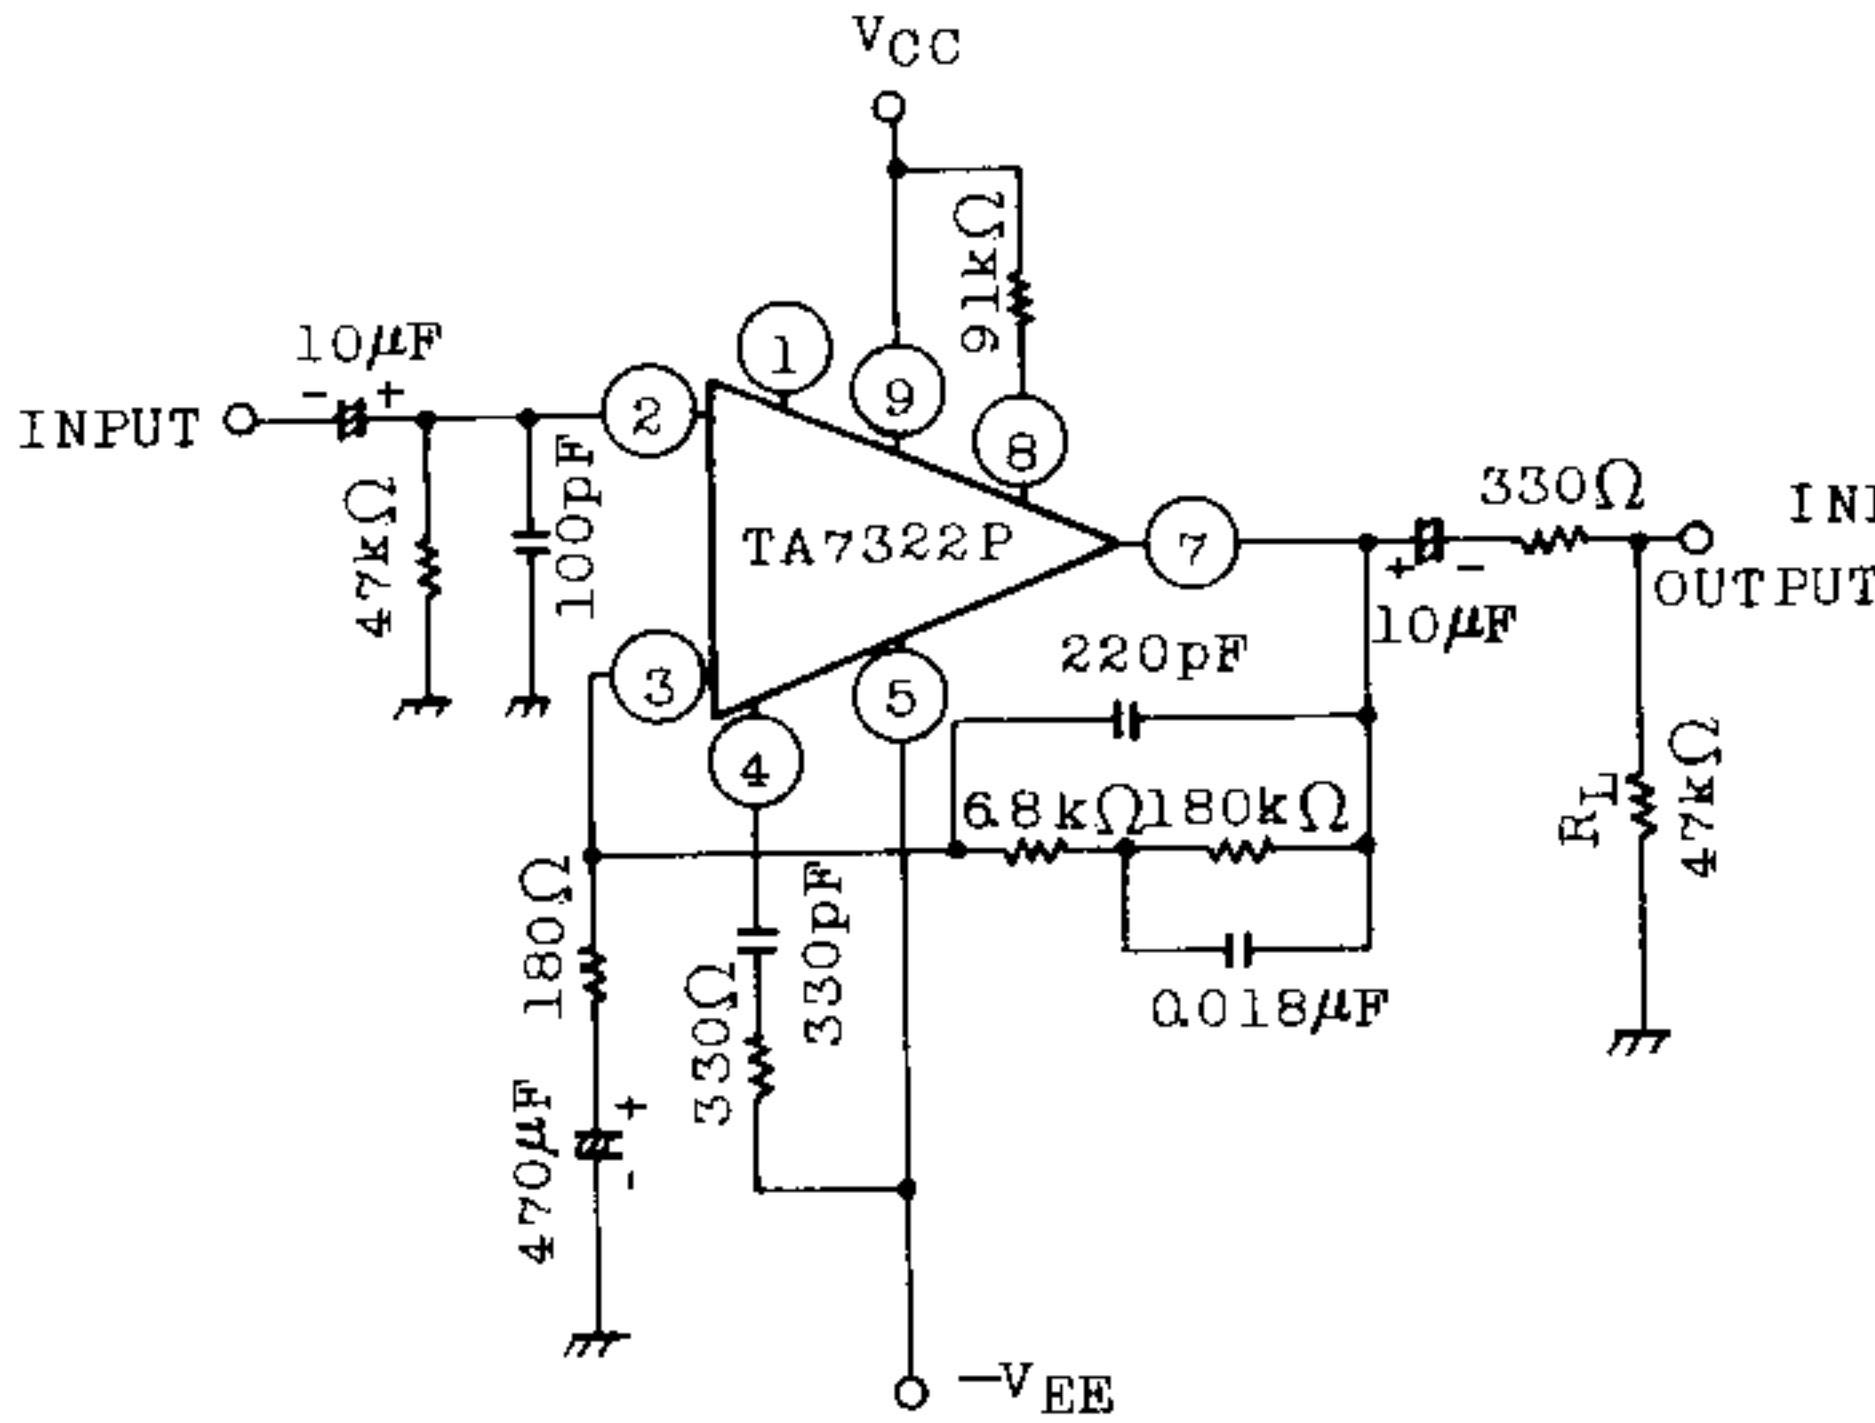 VCC
91kΩ
10μF
- +
INPUT
1
2
9
8
47kΩ
100pF
TA7322P
7
330Ω
+ -
10μF
OUTPUT
3
4
5
220pF
6.8kΩ
180kΩ
0.018μF
RL
47kΩ
180Ω
330pF
330Ω
470μF
+
-
-VEE